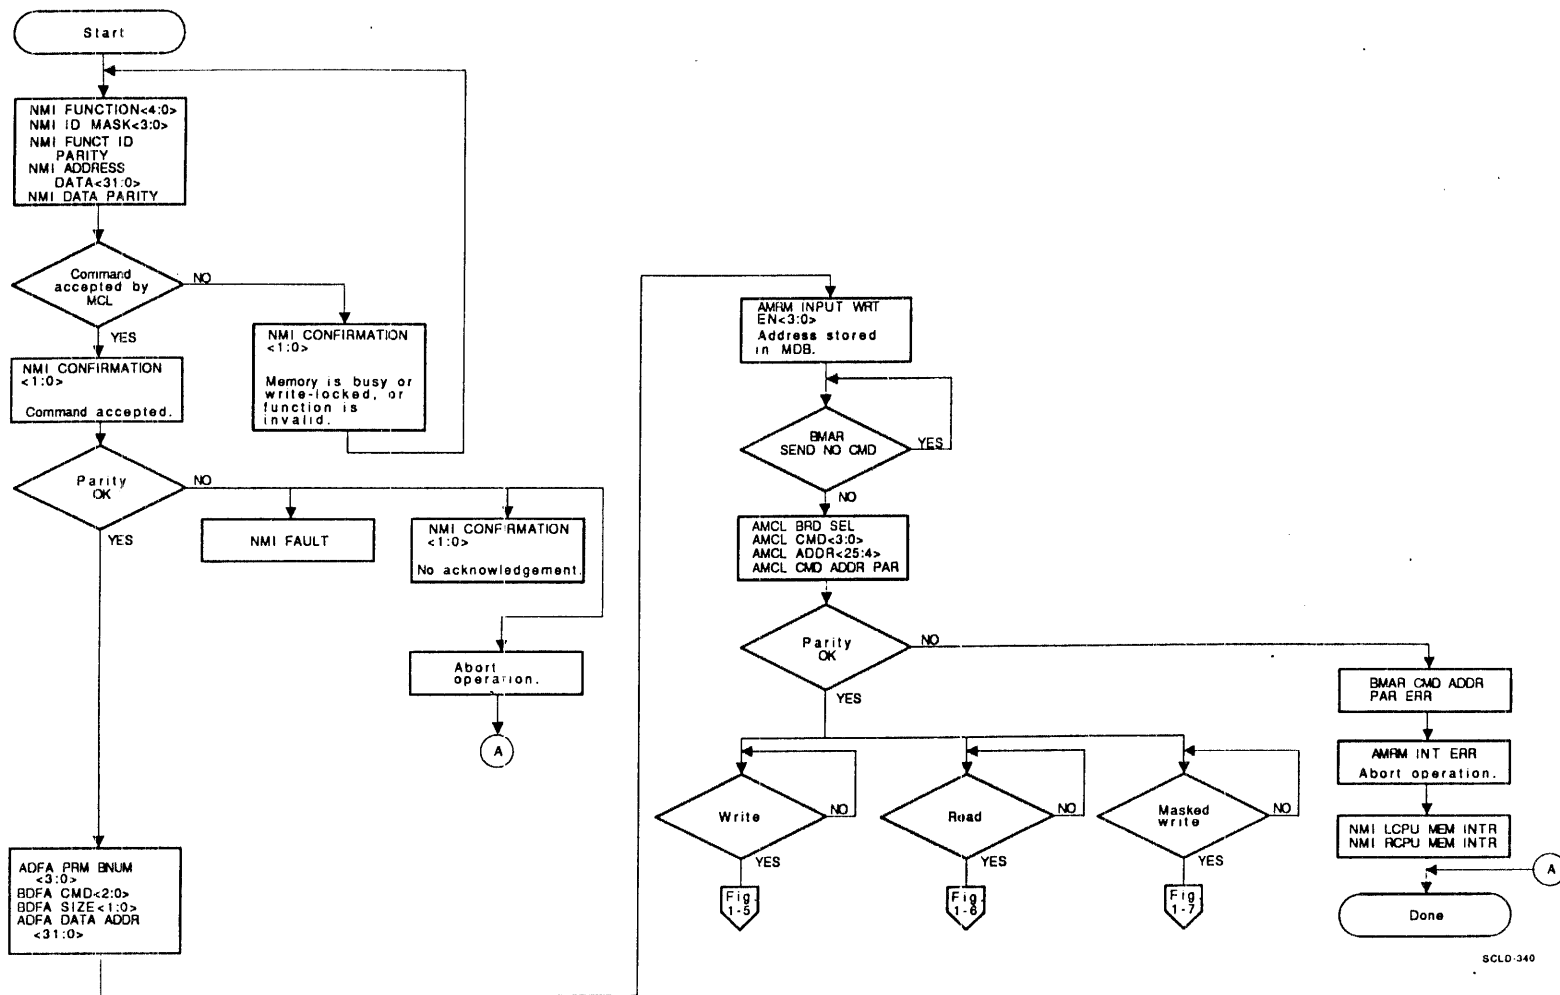 Start
NMI FUNCTION<4:0>
NMI ID MASK<3:0>
NMI FUNCT ID
PARITY
NMI ADDRESS
DATA<31:0>
NMI DATA PARITY
Command
accepted by
MCL
NO
YES
NMI CONFIRMATION
<1:0>
Command accepted.
NMI CONFIRMATION
<1:0>
Memory is busy or
write-locked, or
function is
invalid.
Parity
OK
NO
YES
NMI FAULT
NMI CONFIRMATION
<1:0>
No acknowledgement.
Abort
operation.
A
ADFA PRM BNUM
<3:0>
BDFA CMD<2:0>
BDFA SIZE<1:0>
ADFA DATA ADDR
<31:0>
AMRM INPUT WRT
EN<3:0>
Address stored
in MDB.
BMAR
SEND NO CMD
YES
NO
AMCL BRD SEL
AMCL CMD<3:0>
AMCL ADDR<25:4>
AMCL CMD ADDR PAR
Parity
OK
NO
YES
Write
NO
YES
Fig.
1-5
Read
NO
YES
Fig.
1-6
Masked
write
NO
YES
Fig
1-7
BMAR CMD ADDR
PAR ERR
AMRM INT ERR
Abort operation.
NMI LCPU MEM INTR
NMI RCPU MEM INTR
A
Done
SCLD-340